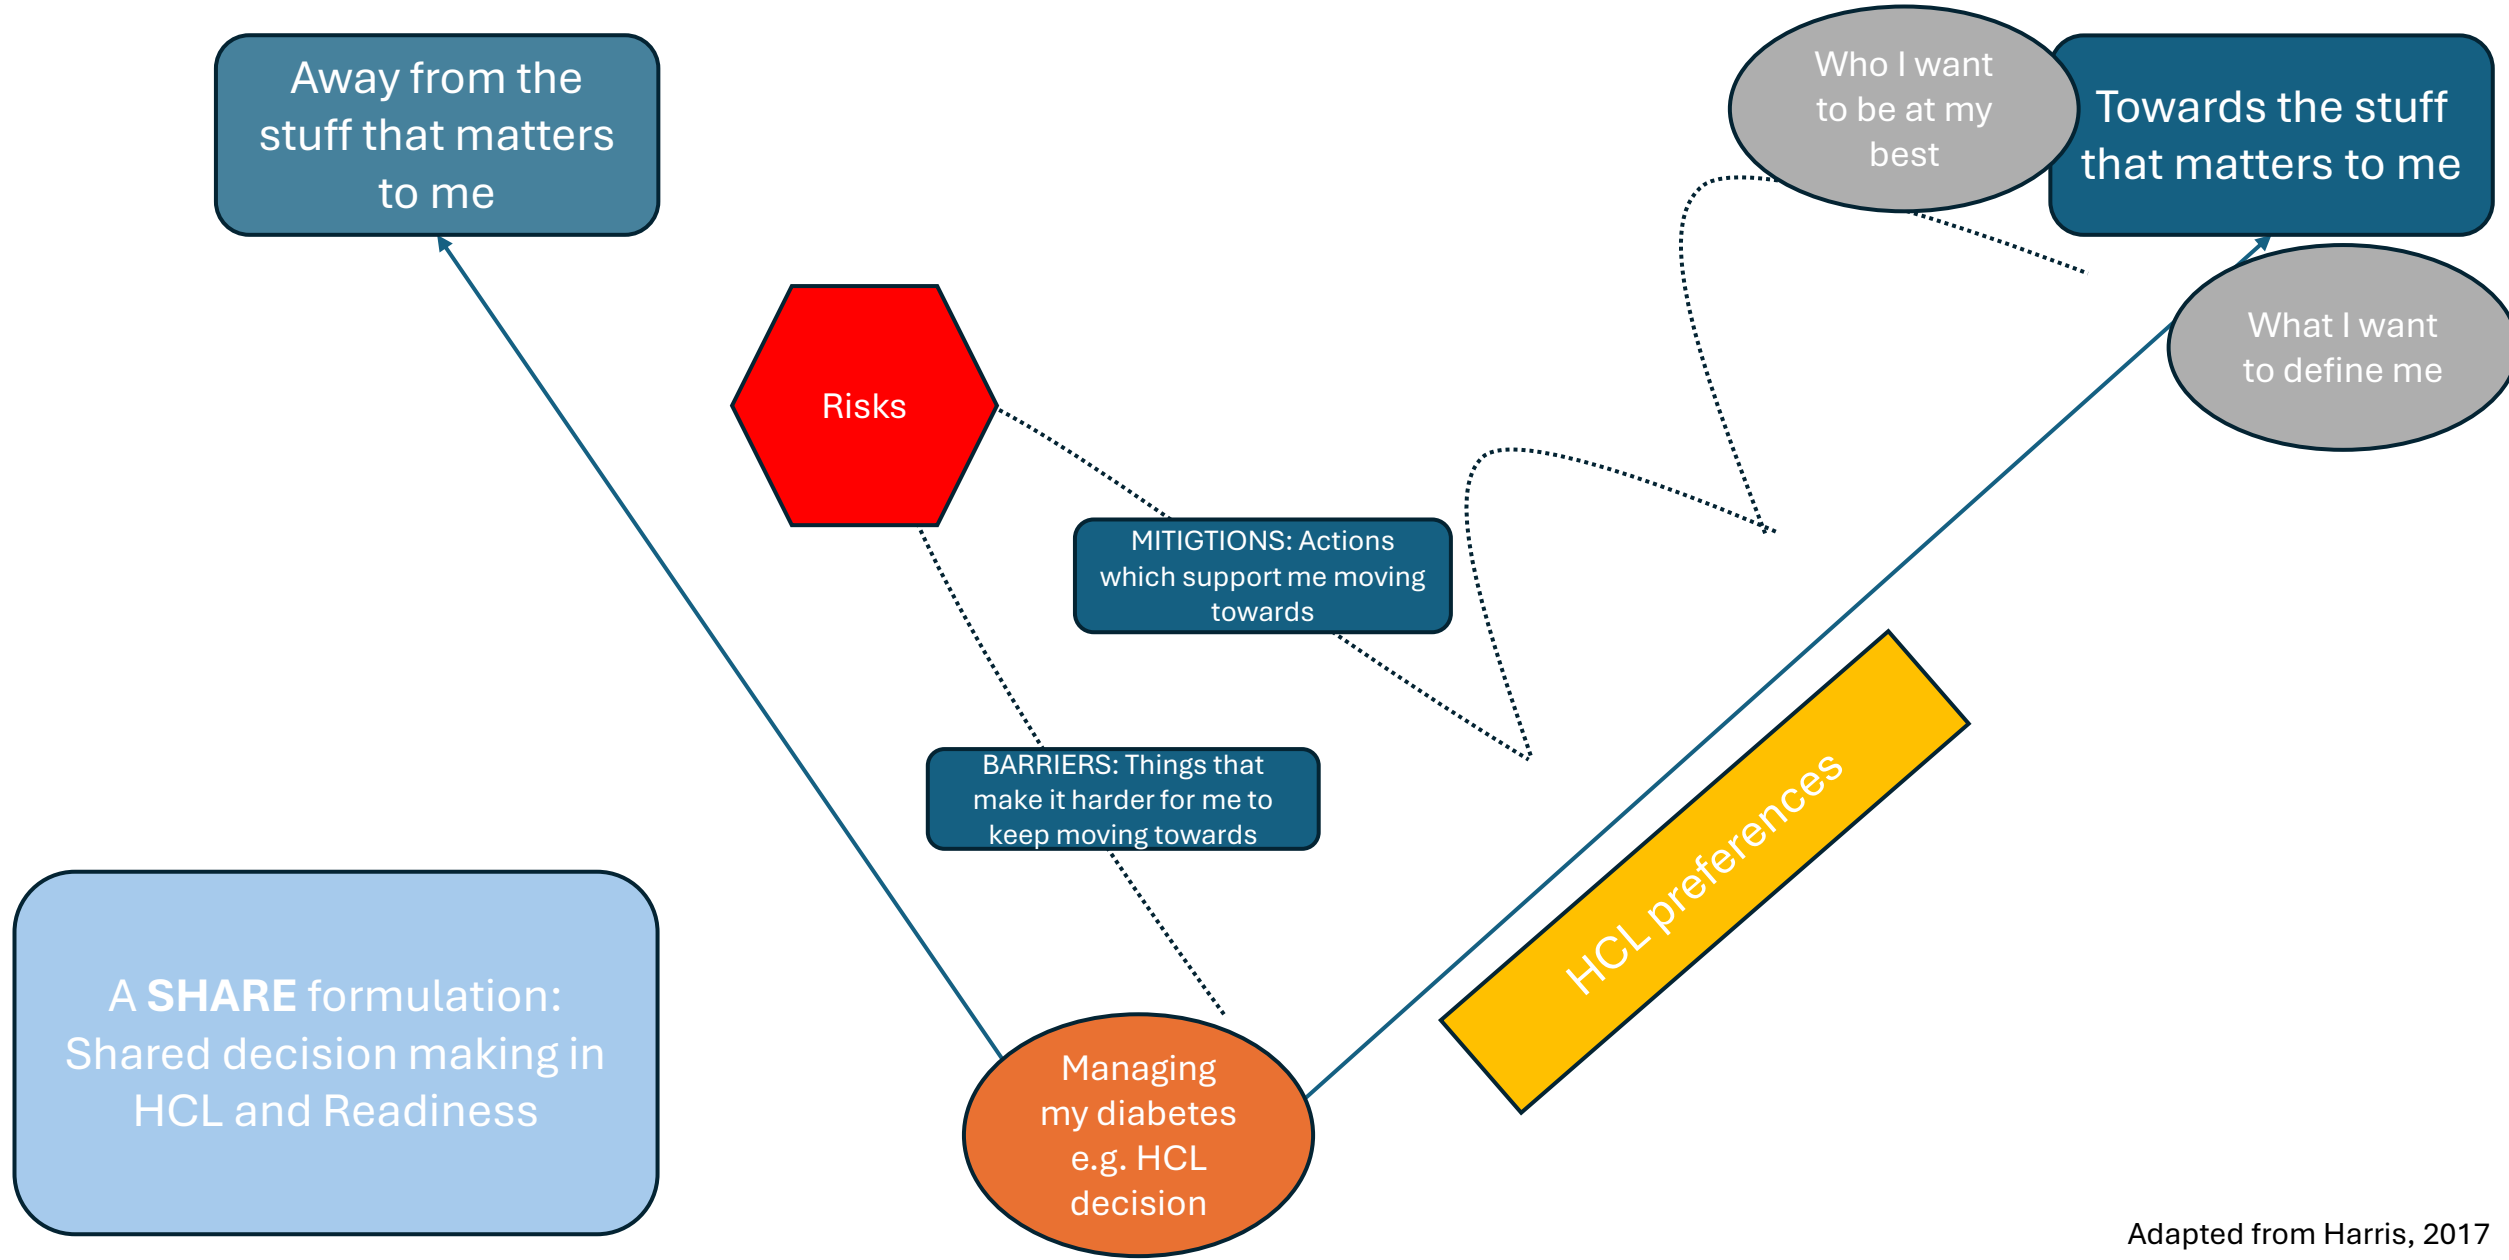 Away from the
stuff that matters
to me
Who I want
to be at my
best
Towards the stuff
that matters to me
What I want
to define me
Risks
MITIGTIONS: Actions
which support me moving
towards
BARRIERS: Things that
make it harder for me to
keep moving towards
HCL preferences
A SHARE formulation:
Shared decision making in
HCL and Readiness
Managing
my diabetes
e.g. HCL
decision
Adapted from Harris, 2017